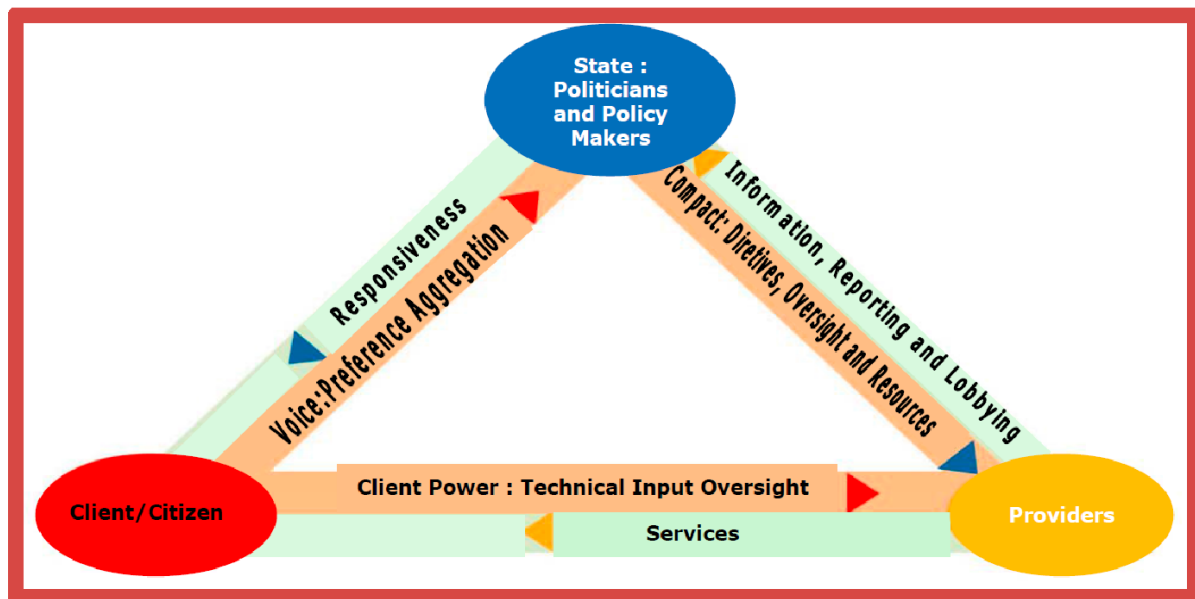 State :
Politicians
and Policy
Makers
Responsiveness
Voice:Preference Aggregation
Compact: Diretives, Oversight and Resources
Information, Reporting and Lobbying
Client/Citizen
Client Power : Technical Input Oversight
Providers
Services